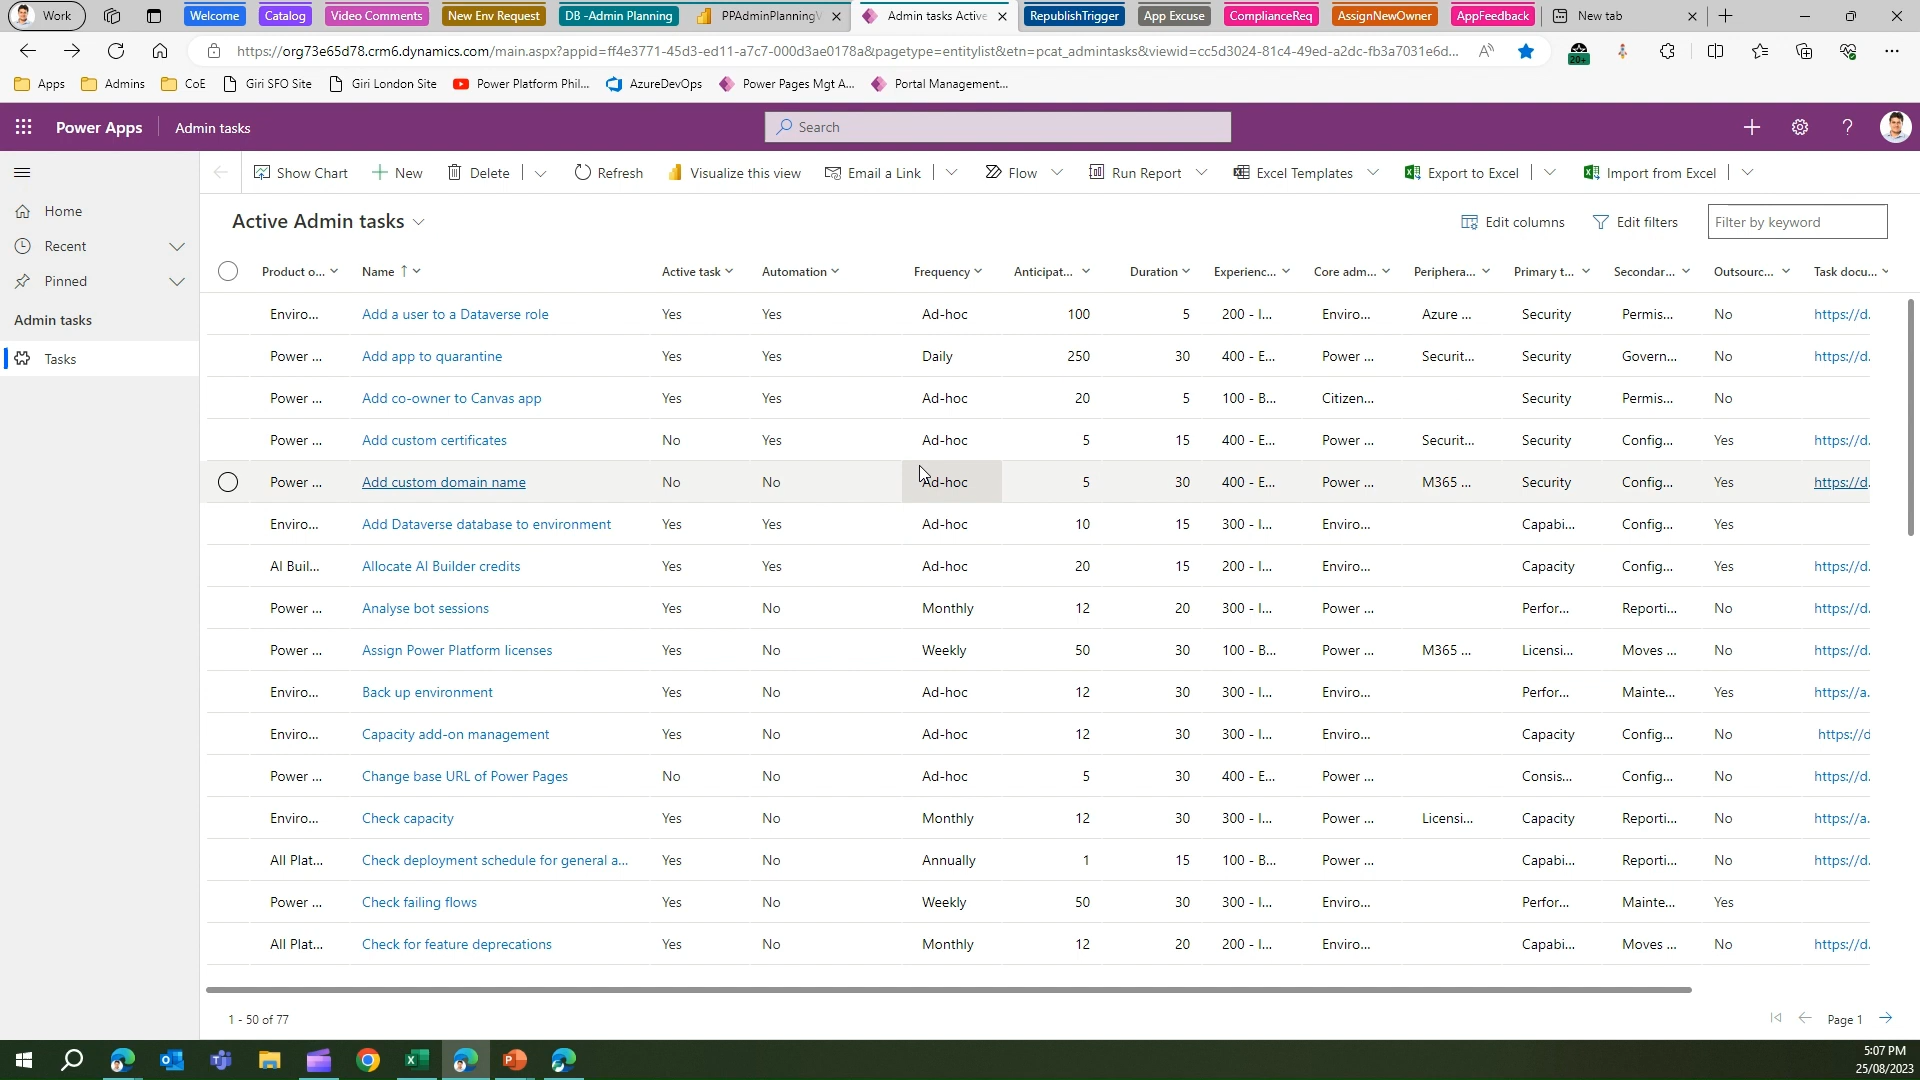 Work
Welcome
Catalog
Video Comments
New Env Request
DB -Admin Planning
PPAdminPlanningV
Admin tasks Active
RepublishTrigger
App Excuse
ComplianceReq
AssignNewOwner
AppFeedback
New tab
https://org73e65d78.crm6.dynamics.com/main.aspx?appid=ff4e3771-45d3-ed11-a7c7-000d3ae0178a&pagetype=entitylist&etn=pcat_admintasks&viewid=cc5d3024-81c4-49ed-a2dc-fb3a7031e6d...
20+
Apps
Admins
CoE
Giri SFO Site
Giri London Site
Power Platform Phil...
AzureDevOps
Power Pages Mgt A...
Portal Management...
Power Apps
Admin tasks
Search
Show Chart
New
Delete
Refresh
Visualize this view
Email a Link
Flow
Run Report
Excel Templates
Export to Excel
Import from Excel
Home
Recent
Pinned
Admin tasks
Tasks
Active Admin tasks
Edit columns
Edit filters
Filter by keyword
Product o... Name ↑ Active task Automation Frequency Anticipat... Duration Experienc... Core adm... Periphera... Primary t... Secondar... Outsourc... Task docu...
Enviro... Add a user to a Dataverse role Yes Yes Ad-hoc 100 5 200 - I... Enviro... Azure ... Security Permis... No https://d.
Power ... Add app to quarantine Yes Yes Daily 250 30 400 - E... Power ... Securit... Security Govern... No https://d.
Power ... Add co-owner to Canvas app Yes Yes Ad-hoc 20 5 100 - B... Citizen... Security Permis... No
Power ... Add custom certificates No Yes Ad-hoc 5 15 400 - E... Power ... Securit... Security Config... Yes https://d.
Power ... Add custom domain name No No Ad-hoc 5 30 400 - E... Power ... M365 ... Security Config... Yes https://d.
Enviro... Add Dataverse database to environment Yes Yes Ad-hoc 10 15 300 - I... Enviro... Capabi... Config... Yes
AI Buil... Allocate AI Builder credits Yes Yes Ad-hoc 20 15 200 - I... Enviro... Capacity Config... Yes https://d.
Power ... Analyse bot sessions Yes No Monthly 12 20 300 - I... Power ... Perfor... Reporti... No https://d.
Power ... Assign Power Platform licenses Yes No Weekly 50 30 100 - B... Power ... M365 ... Licensi... Moves ... No https://d.
Enviro... Back up environment Yes No Ad-hoc 12 30 300 - I... Enviro... Perfor... Mainte... Yes https://a.
Enviro... Capacity add-on management Yes No Ad-hoc 12 30 300 - I... Enviro... Capacity Config... No https://d
Power ... Change base URL of Power Pages No No Ad-hoc 5 30 400 - E... Power ... Consis... Config... No https://d.
Enviro... Check capacity Yes No Monthly 12 30 300 - I... Power ... Licensi... Capacity Reporti... No https://a.
All Plat... Check deployment schedule for general a... Yes No Annually 1 15 100 - B... Power ... Capabi... Reporti... No https://d.
Power ... Check failing flows Yes No Weekly 50 30 300 - I... Enviro... Perfor... Mainte... Yes
All Plat... Check for feature deprecations Yes No Monthly 12 20 200 - I... Enviro... Capabi... Moves ... No https://d.
1 - 50 of 77
Page 1
5:07 PM
25/08/2023